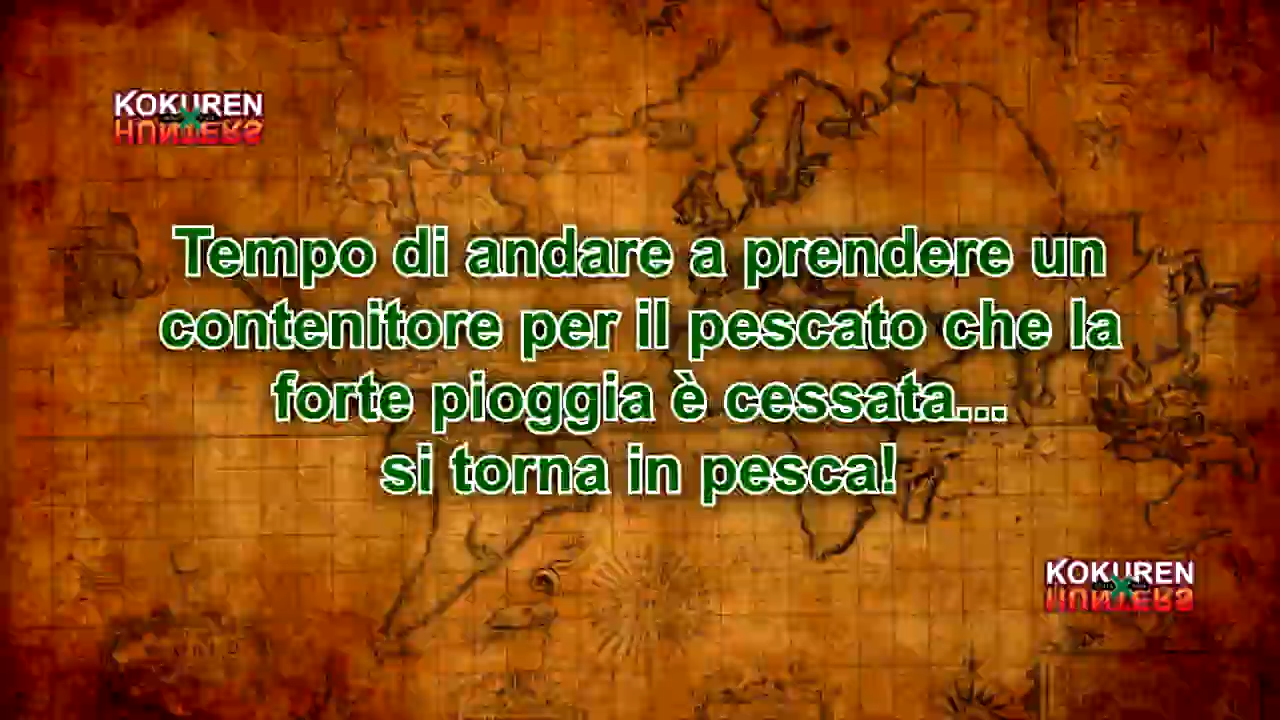 KOKUREN
HUNTERS
Tempo di andare a prendere un
contenitore per il pescato che la
forte pioggia è cessata...
si torna in pesca!
KOKUREN
HUNTERS